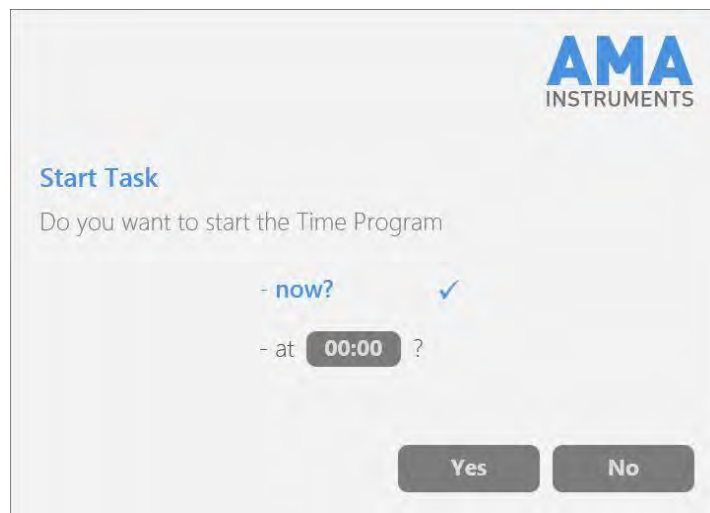 AMA
INSTRUMENTS
Start Task
Do you want to start the Time Program
- now? ✓
- at 00:00 ?
Yes No